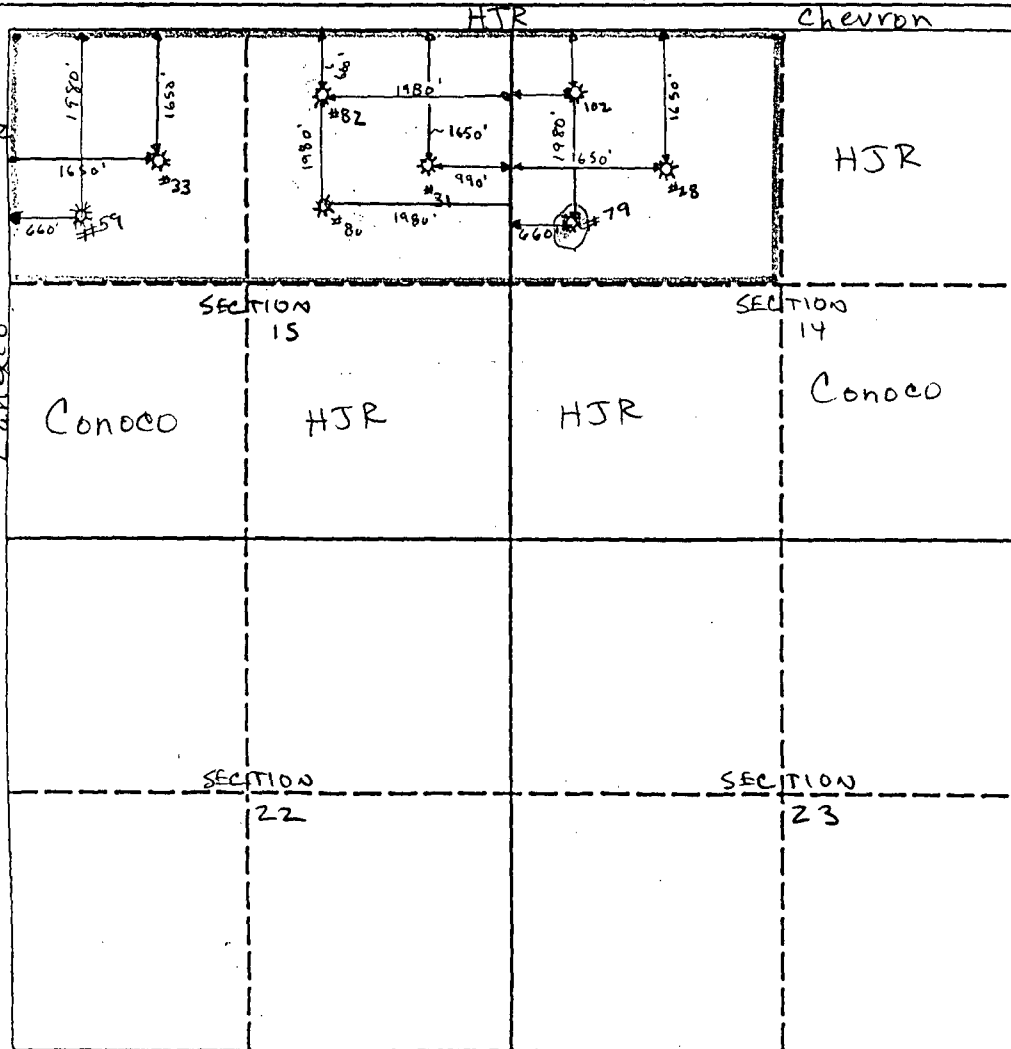 HJR Chevron
1980'
1650'
1650'
#33
660'
#59
660'
1980'
#82
1980'
~1650'
990'
#31
#80
1980'
102
1980'
1650'
1650'
#28
660'
#79
HJR
SECTION
15
SECTION
14
Conoco
HJR
HJR
Conoco
SECTION
22
SECTION
23